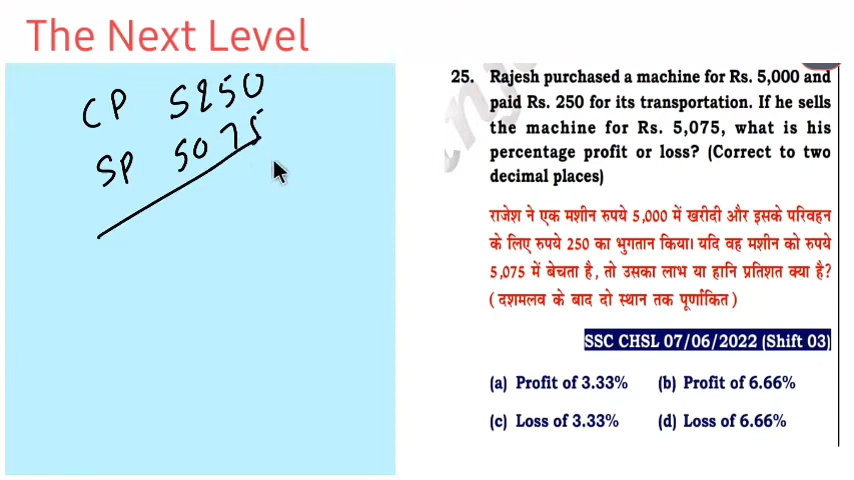 The Next Level
CP 5250
SP 5075
25. Rajesh purchased a machine for Rs. 5,000 and
paid Rs. 250 for its transportation. If he sells
the machine for Rs. 5,075, what is his
percentage profit or loss? (Correct to two
decimal places)
राजेश ने एक मशीन रुपये 5,000 में खरीदी और इसके परिवहन
के लिए रुपये 250 का भुगतान किया। यदि वह मशीन को रुपये
5,075 में बेचता है, तो उसका लाभ या हानि प्रतिशत क्या है?
(दशमलव के बाद दो स्थान तक पूर्णांकित)
SSC CHSL 07/06/2022 (Shift 03)
(a) Profit of 3.33% (b) Profit of 6.66%
(c) Loss of 3.33% (d) Loss of 6.66%